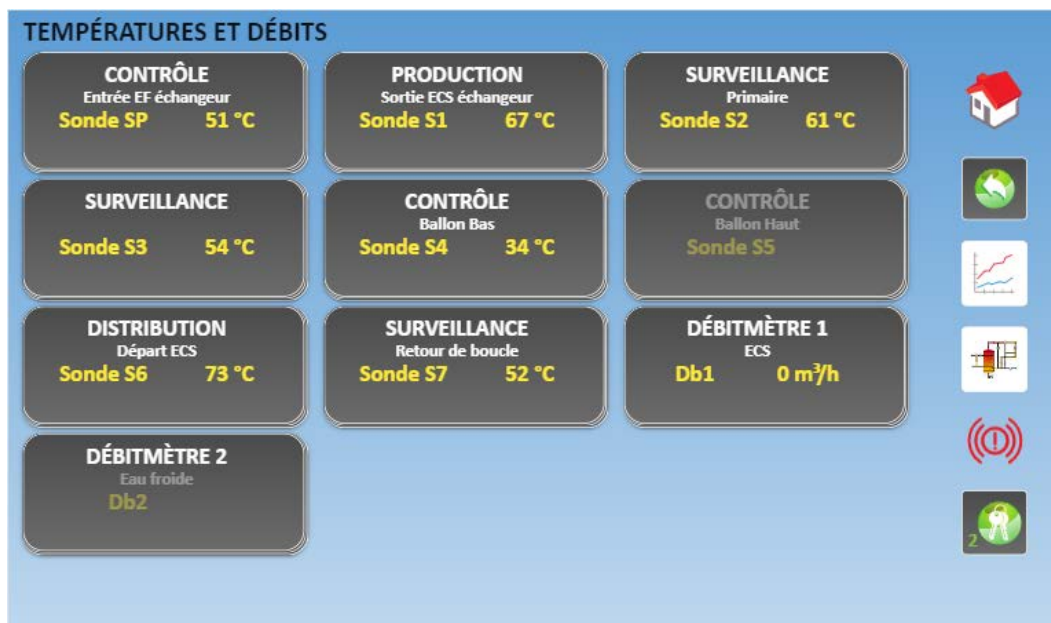 TEMPÉRATURES ET DÉBITS
CONTRÔLE
Entrée EF échangeur
Sonde SP 51 °C
PRODUCTION
Sortie ECS échangeur
Sonde S1 67 °C
SURVEILLANCE
Primaire
Sonde S2 61 °C
SURVEILLANCE
Sonde S3 54 °C
CONTRÔLE
Ballon Bas
Sonde S4 34 °C
CONTRÔLE
Ballon Haut
Sonde S5
DISTRIBUTION
Départ ECS
Sonde S6 73 °C
SURVEILLANCE
Retour de boucle
Sonde S7 52 °C
DÉBITMÈTRE 1
ECS
Db1 0 m³/h
DÉBITMÈTRE 2
Eau froide
Db2
2